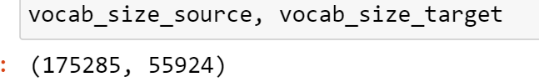 vocab_size_source, vocab_size_target
: (175285, 55924)